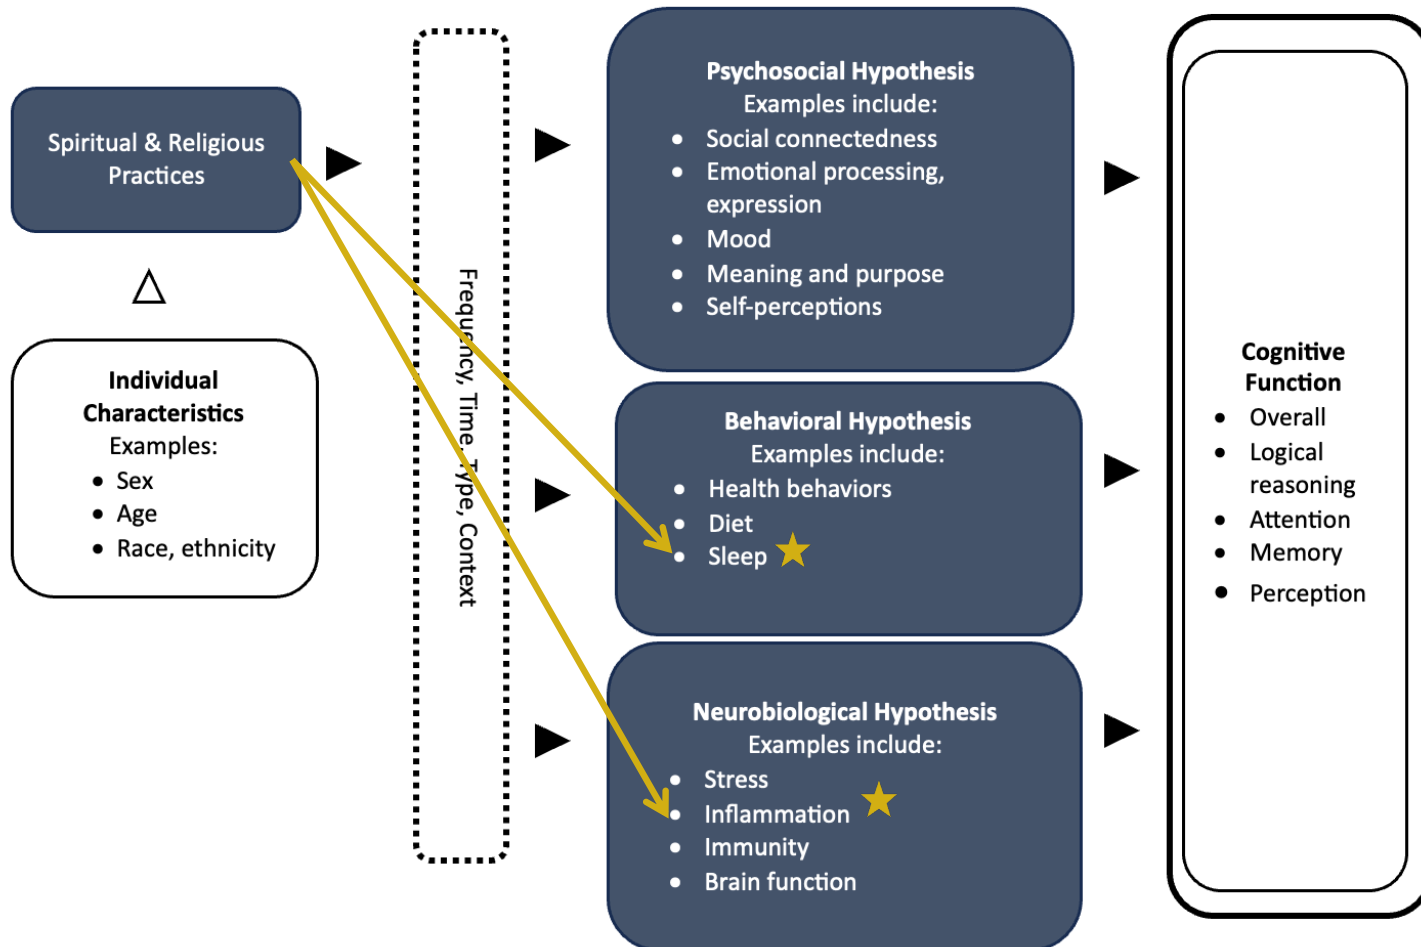 Spiritual & Religious
Practices
Individual
Characteristics
Examples:
• Sex
• Age
• Race, ethnicity
Frequency, Time, Type, Context
Psychosocial Hypothesis
Examples include:
• Social connectedness
• Emotional processing,
expression
• Mood
• Meaning and purpose
• Self-perceptions
Behavioral Hypothesis
Examples include:
• Health behaviors
• Diet
• Sleep
Neurobiological Hypothesis
Examples include:
• Stress
• Inflammation
• Immunity
• Brain function
Cognitive
Function
• Overall
• Logical
reasoning
• Attention
• Memory
• Perception